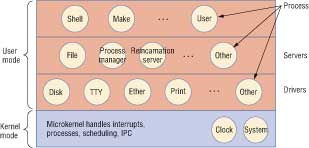 Process
Shell Make ... User
User mode
File Process manager Reincarnation server ... Other
Servers
Disk TTY Ether Print ... Other
Drivers
Kernel mode
Microkernel handles interrupts,
processes, scheduling, IPC
Clock System